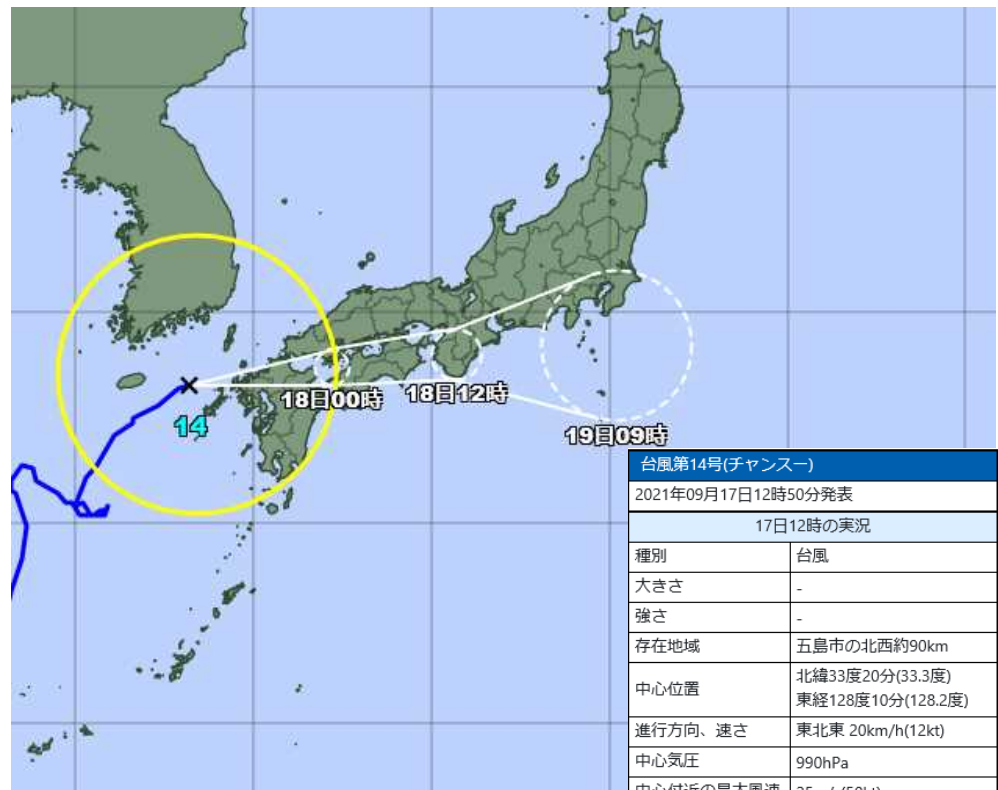 14
18日00時
18日12時
19日09時
台風第14号(チャンスー)
2021年09月17日12時50分発表
17日12時の実況
種別 台風
大きさ -
強さ -
存在地域 五島市の北西約90km
中心位置 北緯33度20分(33.3度)
東経128度10分(128.2度)
進行方向、速さ 東北東 20km/h(12kt)
中心気圧 990hPa